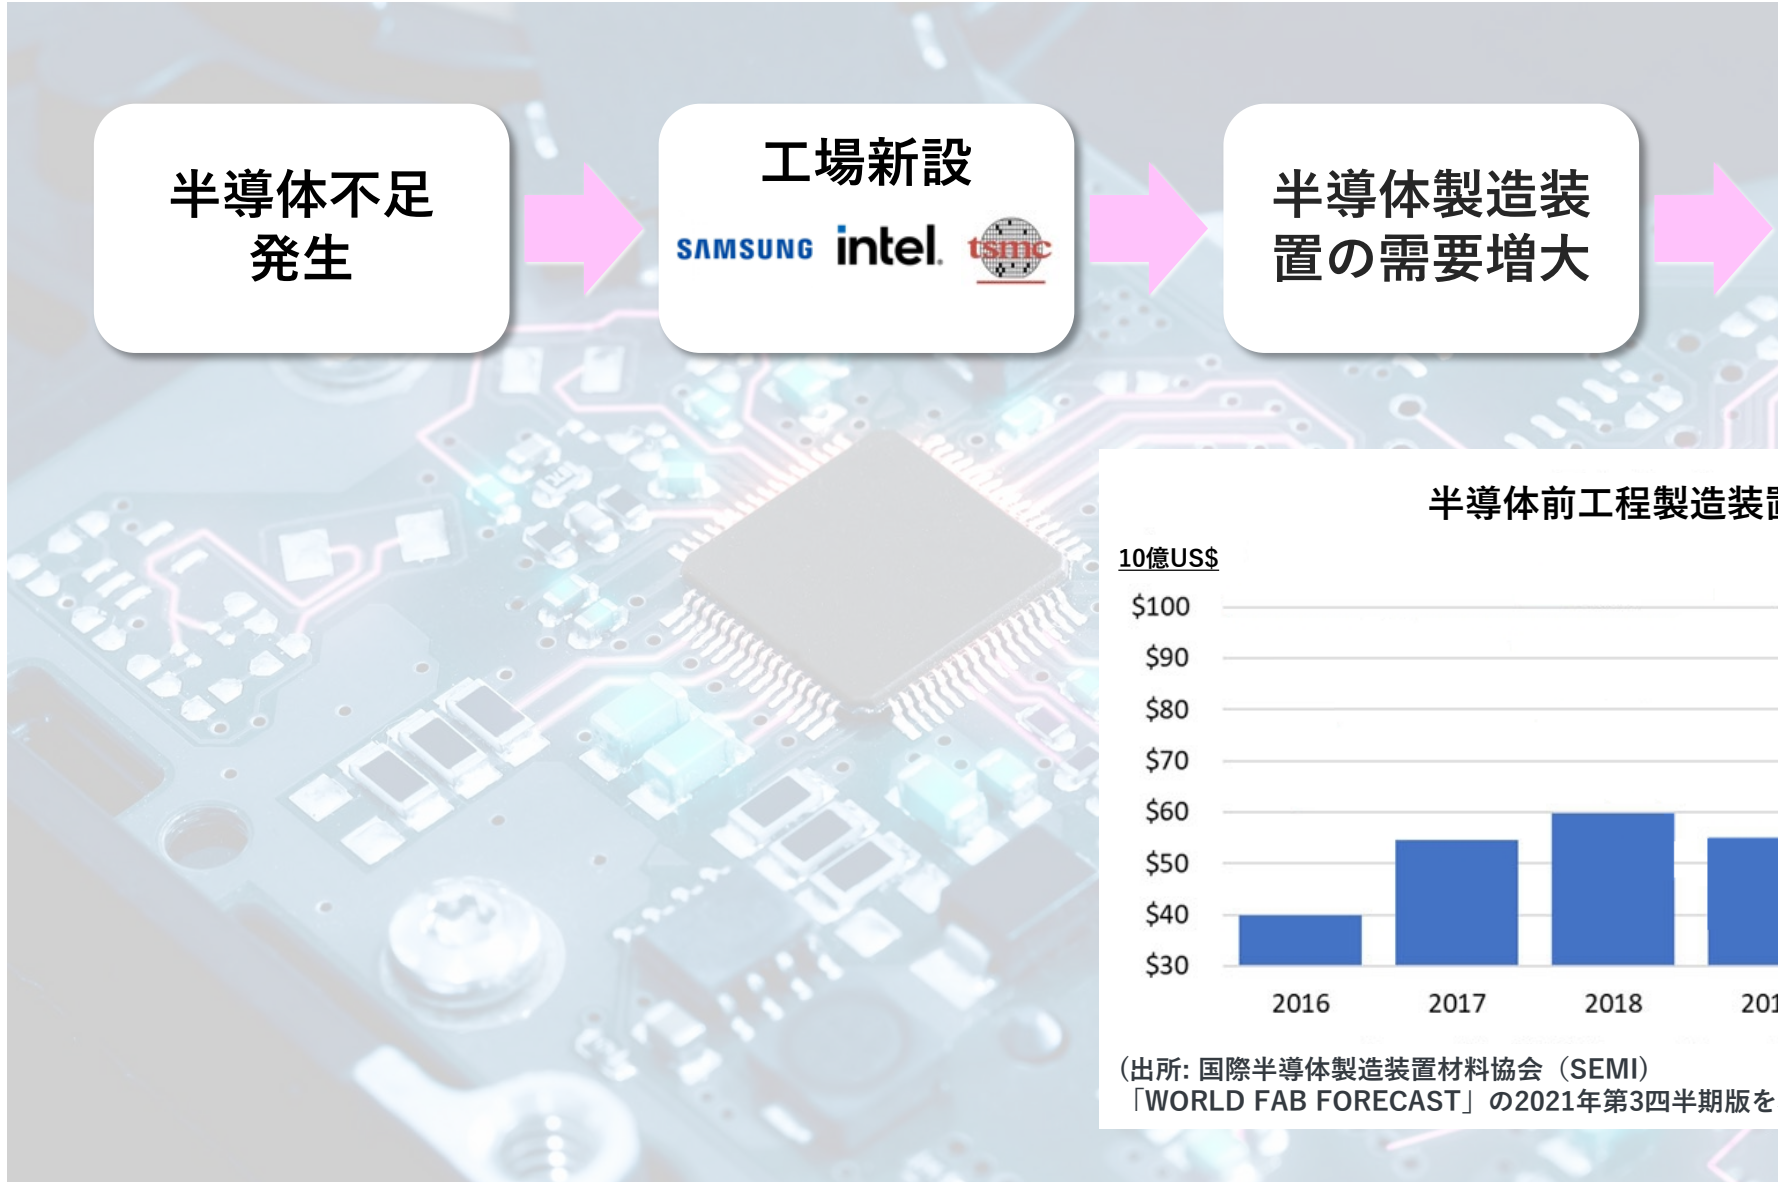 半導体不足
発生
工場新設
SAMSUNG intel. tsmc
半導体製造装
置の需要増大
半導体前工程製造装置
10億US$
$100
$90
$80
$70
$60
$50
$40
$30
2016 2017 2018 201
(出所: 国際半導体製造装置材料協会（SEMI）
「WORLD FAB FORECAST」の2021年第3四半期版を